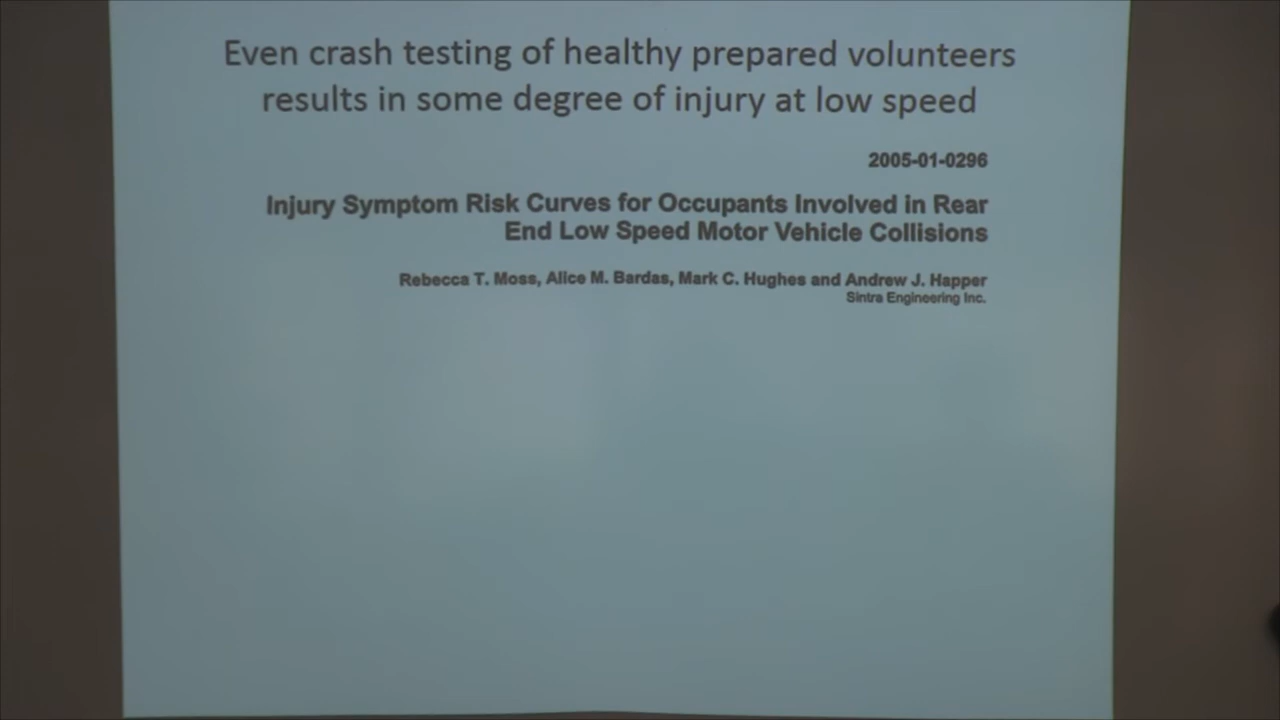 Even crash testing of healthy prepared volunteers
results in some degree of injury at low speed
2005-01-0296
Injury Symptom Risk Curves for Occupants Involved in Rear
End Low Speed Motor Vehicle Collisions
Rebecca T. Moss, Alice M. Bardas, Mark C. Hughes and Andrew J. Happer
Sintra Engineering Inc.